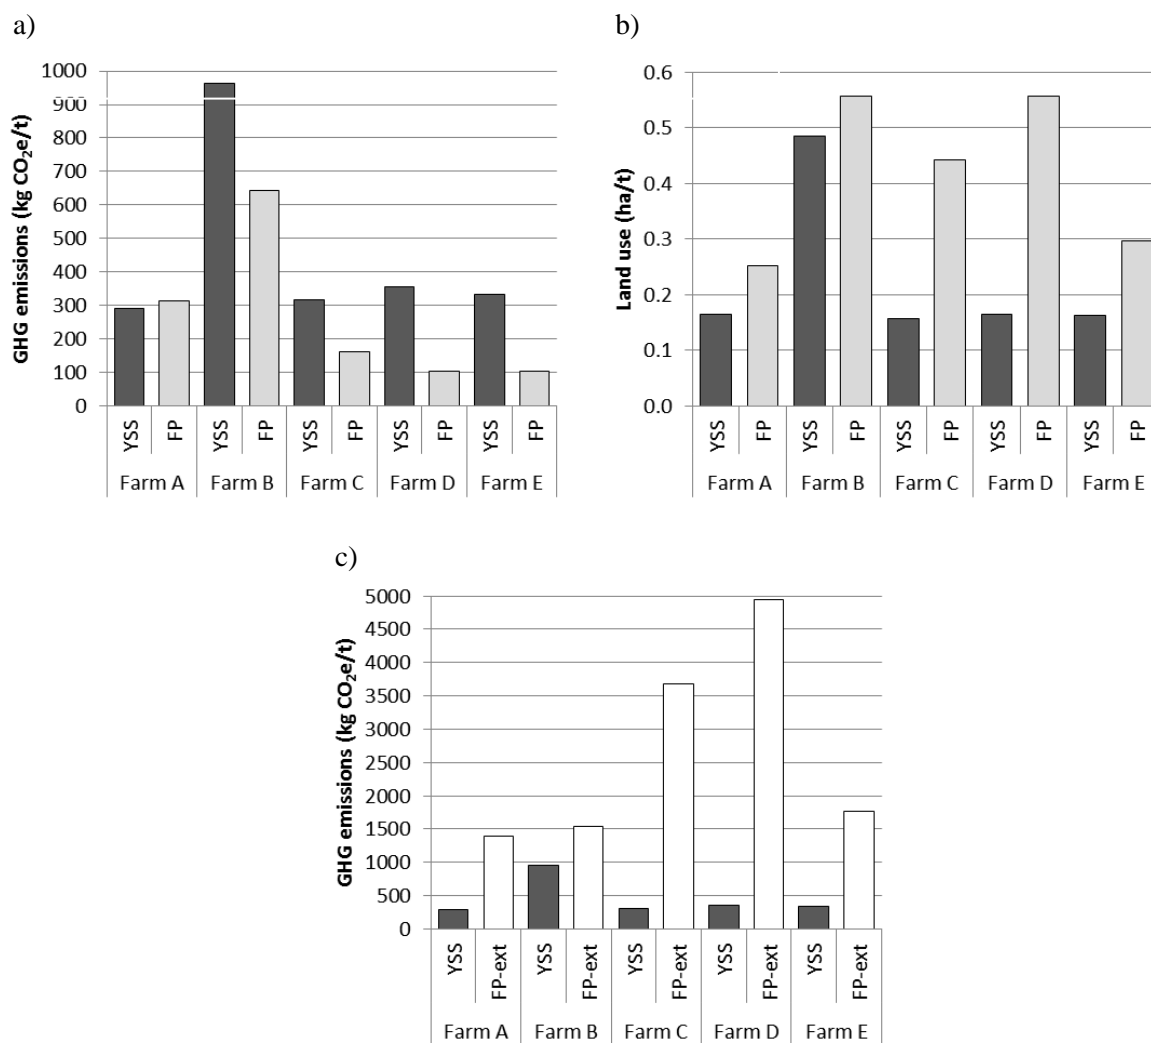 a)
GHG emissions (kg CO₂e/t)
1000
900
800
700
600
500
400
300
200
100
0
YSS FP YSS FP YSS FP YSS FP YSS FP
Farm A Farm B Farm C Farm D Farm E
b)
Land use (ha/t)
0.6
0.5
0.4
0.3
0.2
0.1
0.0
YSS FP YSS FP YSS FP YSS FP YSS FP
Farm A Farm B Farm C Farm D Farm E
c)
GHG emissions (kg CO₂e/t)
5000
4500
4000
3500
3000
2500
2000
1500
1000
500
0
YSS FP-ext YSS FP-ext YSS FP-ext YSS FP-ext YSS FP-ext
Farm A Farm B Farm C Farm D Farm E